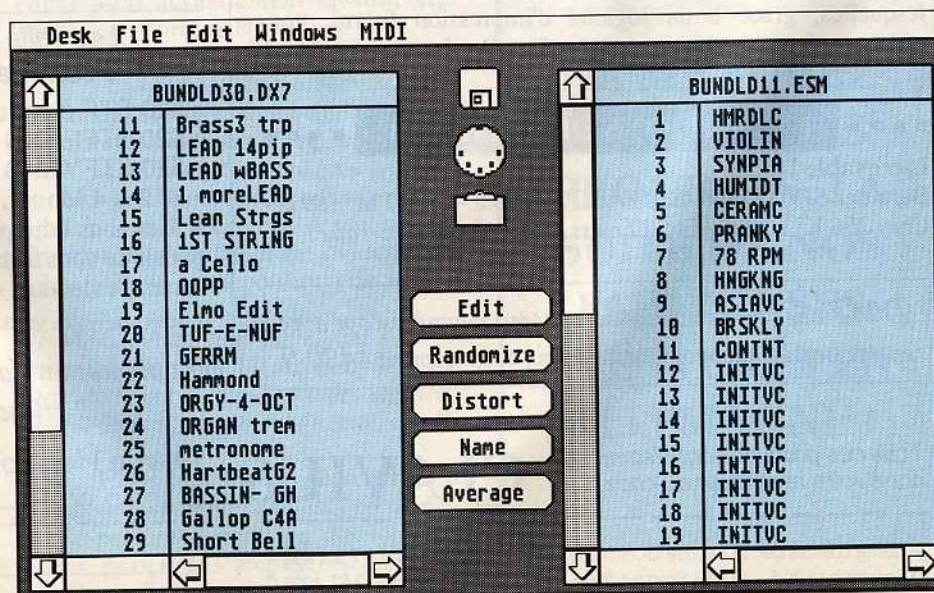 Desk File Edit Windows MIDI
BUNDLD30.DX7
11 Brass3 trp
12 LEAD 14pip
13 LEAD wBASS
14 1 moreLEAD
15 Lean Strgs
16 1ST STRING
17 a Cello
18 OQPP
19 Elmo Edit
20 TUF-E-NUF
21 GERRM
22 Hammond
23 ORGY-4-OCT
24 ORGAN trem
25 metronome
26 HartbeatG2
27 BASSIN- GH
28 Gallop C4A
29 Short Bell
Edit
Randomize
Distort
Name
Average
BUNDLD11.ESM
1 HMRDLC
2 VIOLIN
3 SYNPIA
4 HUMIDT
5 CERAMC
6 PRANKY
7 78 RPM
8 HNGKNG
9 ASIAVC
10 BRSKLY
11 CONTNT
12 INITVC
13 INITVC
14 INITVC
15 INITVC
16 INITVC
17 INITVC
18 INITVC
19 INITVC